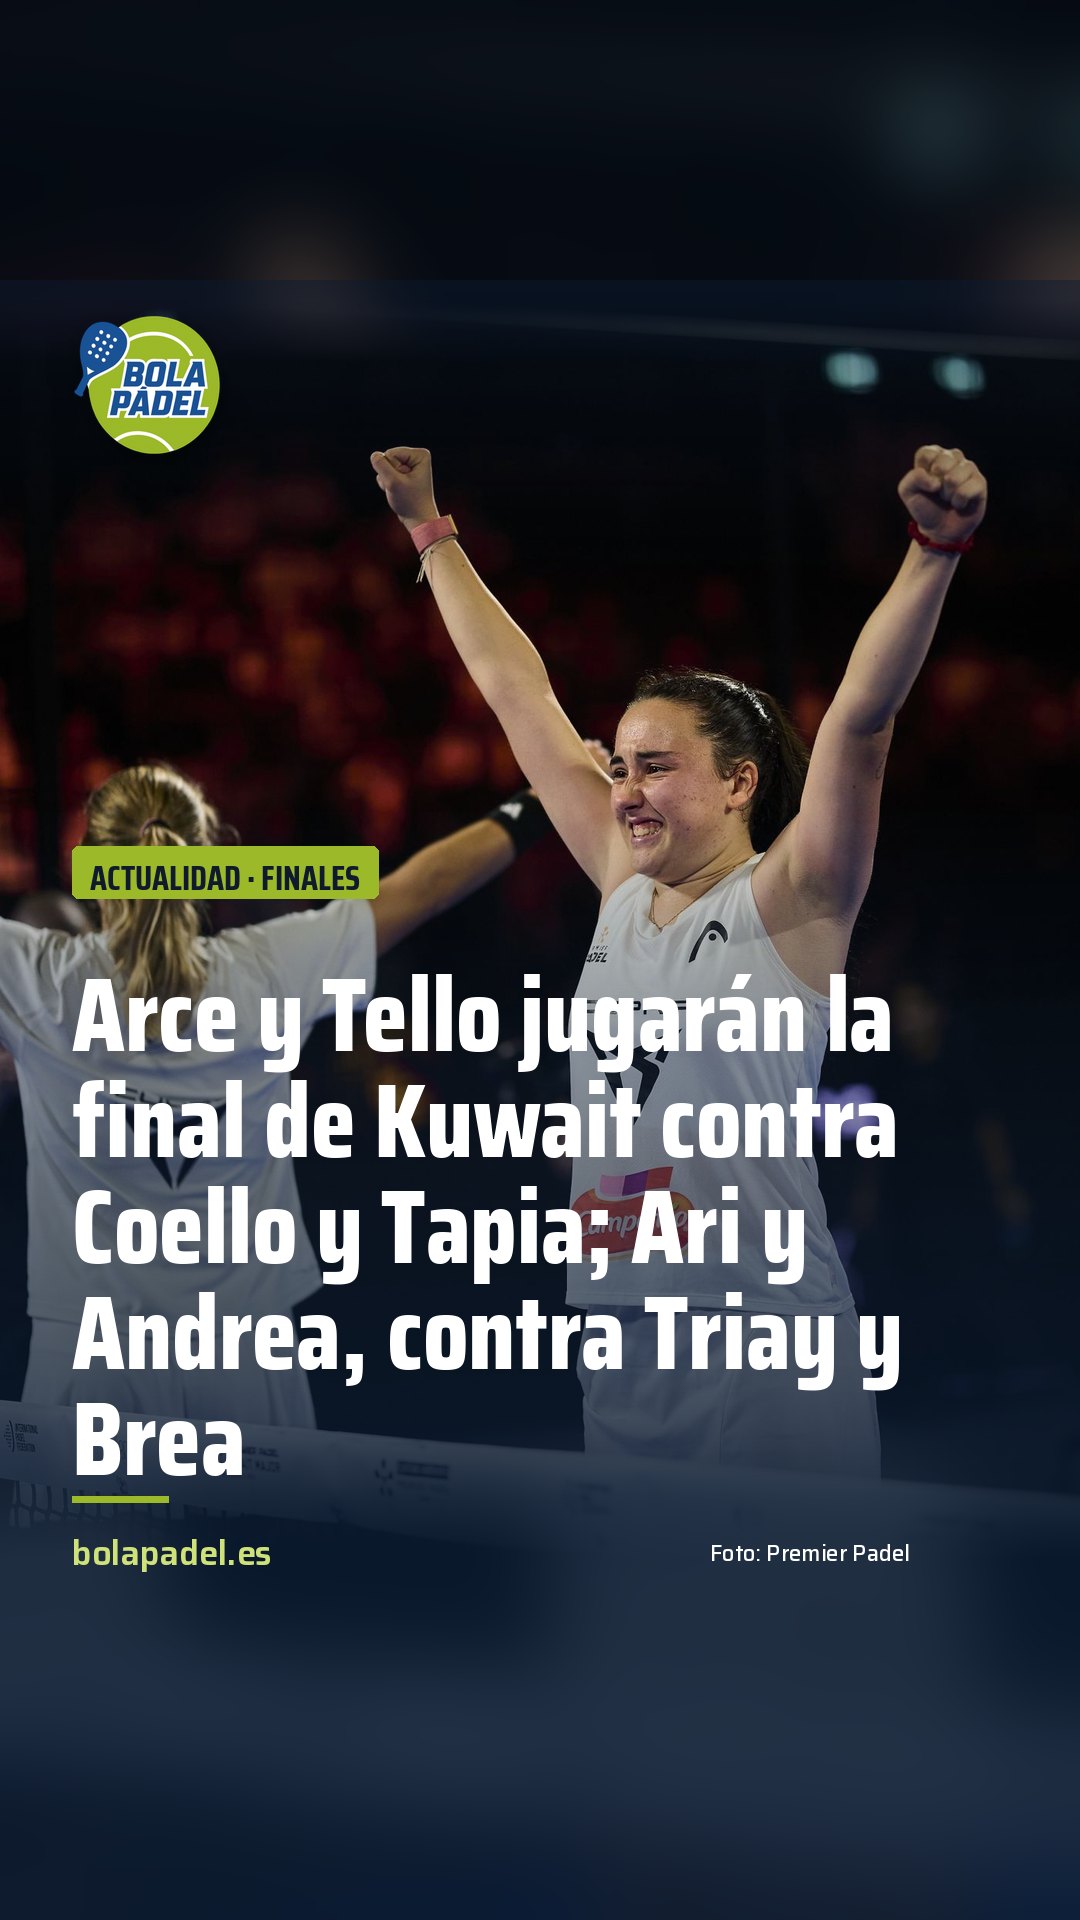 BOLA
PÁDEL
ACTUALIDAD · FINALES
Arce y Tello jugarán la
final de Kuwait contra
Coello y Tapia; Ari y
Andrea, contra Triay y
Brea
bolapadel.es
Foto: Premier Padel